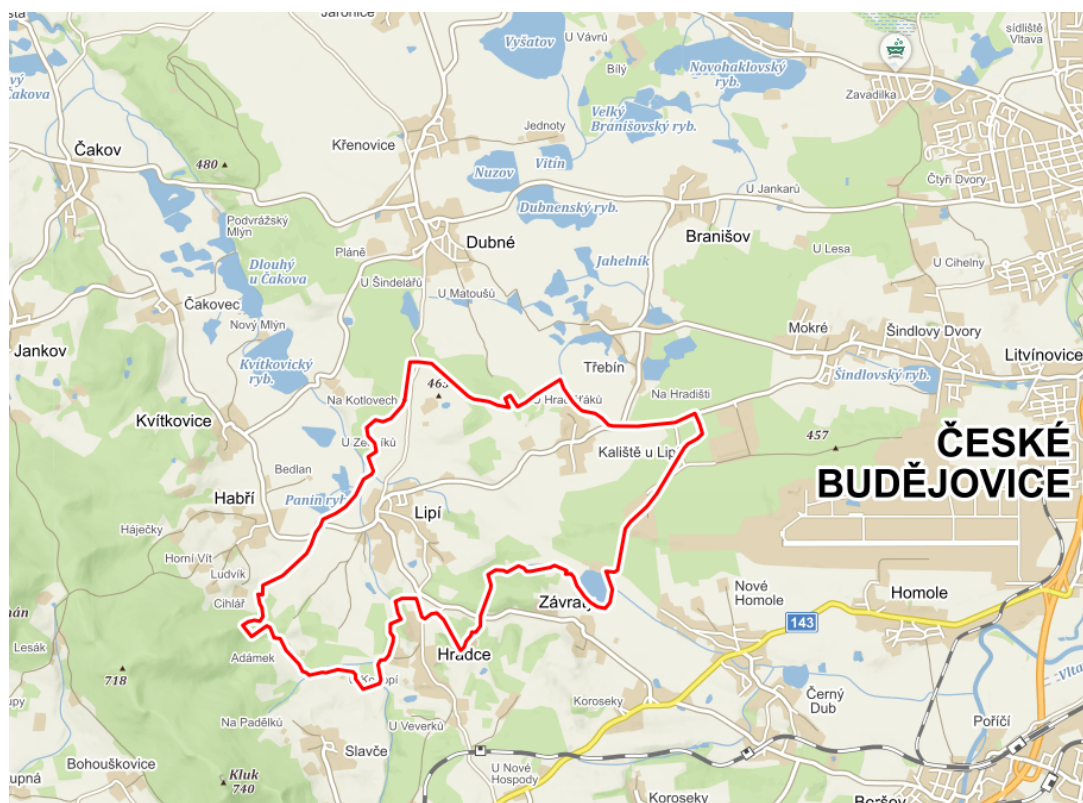 Jaronice
Vyšatov
U Vávrů
sídliště
Vltava
Bílý
Novohaklovský
ryb.
Zavadilka
Čakova
Velký
Branišovský ryb.
Křenovice
Jednoty
Čakov
480
Vitín
Nuzov
Čtyři Dvory
U Jankarů
Dubnenský ryb.
Podvrážský
Mlýn
Dubné
Branišov
Pláně
U Lesa
Jahelník
U Cihelny
Dlouhý
u Čakova
U Šindelářů
U Matoušů
Čakovec
Nový Mlýn
Mokré
Šindlovy Dvory
Jankov
Kvítkovický
ryb.
Třebín
Litvínovice
Šindlovský ryb.
Na Kotlovech
Na Hradišti
Kvítkovice
457
ČESKÉ
BUDĚJOVICE
Kaliště u Lipí
Bedlan
Habří
Panin ryb.
Lipí
Háječky
Horní Vít
Ludvík
Cihlář
Závraty
Nové
Homole
Homole
143
Lesák
Adámek
Hradce
718
Koroseky
Černý
Dub
Na Padělků
U Veverků
Slavče
Poříčí
Bohouškovice
Kluk
740
U Nové
Hospody
Koroseky
Boršov